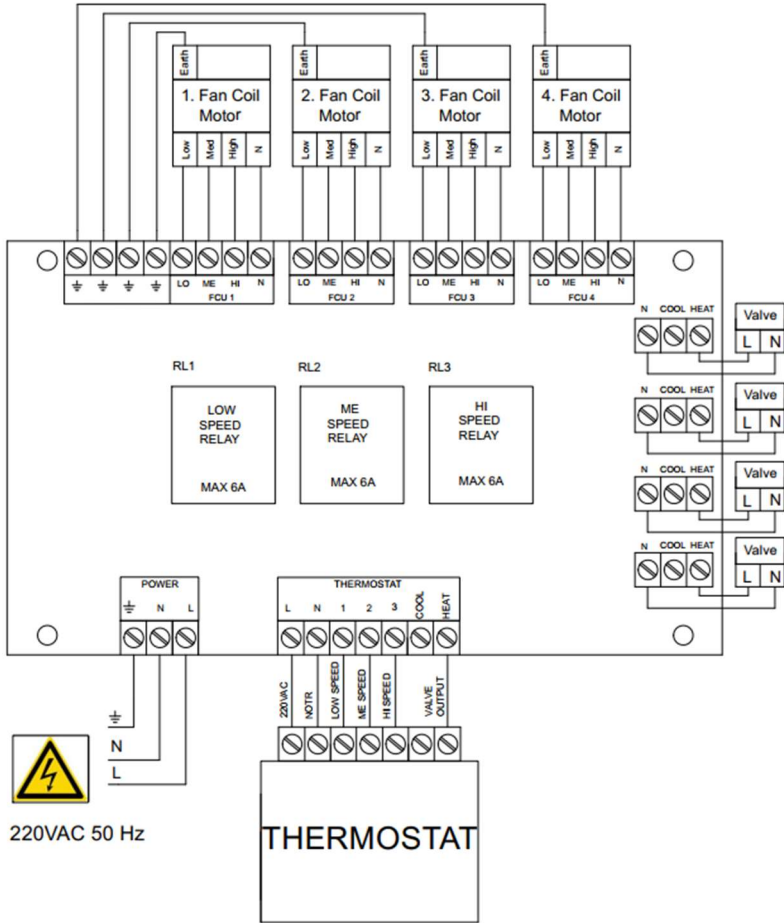 Earth
Earth
Earth
Earth
1. Fan Coil
Motor
2. Fan Coil
Motor
3. Fan Coil
Motor
4. Fan Coil
Motor
Low Med High N
Low Med High N
Low Med High N
Low Med High N
LO ME HI N
FCU 1
LO ME HI N
FCU 2
LO ME HI N
FCU 3
LO ME HI N
FCU 4
N COOL HEAT
Valve
L N
N COOL HEAT
Valve
L N
N COOL HEAT
Valve
L N
N COOL HEAT
Valve
L N
RL1
LOW
SPEED
RELAY
MAX 6A
RL2
ME
SPEED
RELAY
MAX 6A
RL3
HI
SPEED
RELAY
MAX 6A
POWER
N L
THERMOSTAT
L N 1 2 3 COOL HEAT
220VAC
NOTR
LOW SPEED
ME SPEED
HI SPEED
VALVE
OUTPUT
N
L
220VAC 50 Hz
THERMOSTAT